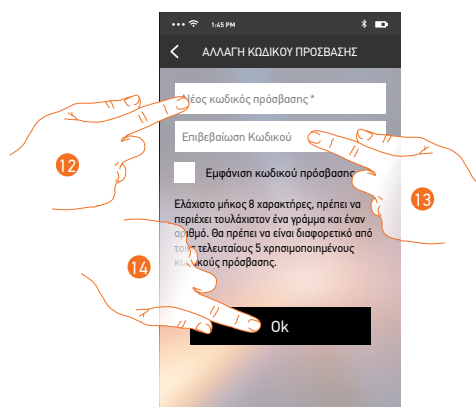 1:45 PM
ΑΛΛΑΓΗ ΚΩΔΙΚΟΥ ΠΡΟΣΒΑΣΗΣ
Νέος κωδικός πρόσβασης *
Επιβεβαίωση Κωδικού
12
Εμφάνιση κωδικού πρόσβασης
13
Ελάχιστο μήκος 8 χαρακτήρες, πρέπει να
περιέχει τουλάχιστον ένα γράμμα και έναν
αριθμό. Θα πρέπει να είναι διαφορετικό από
τους τελευταίους 5 χρησιμοποιημένους
κωδικούς πρόσβασης.
14
Ok